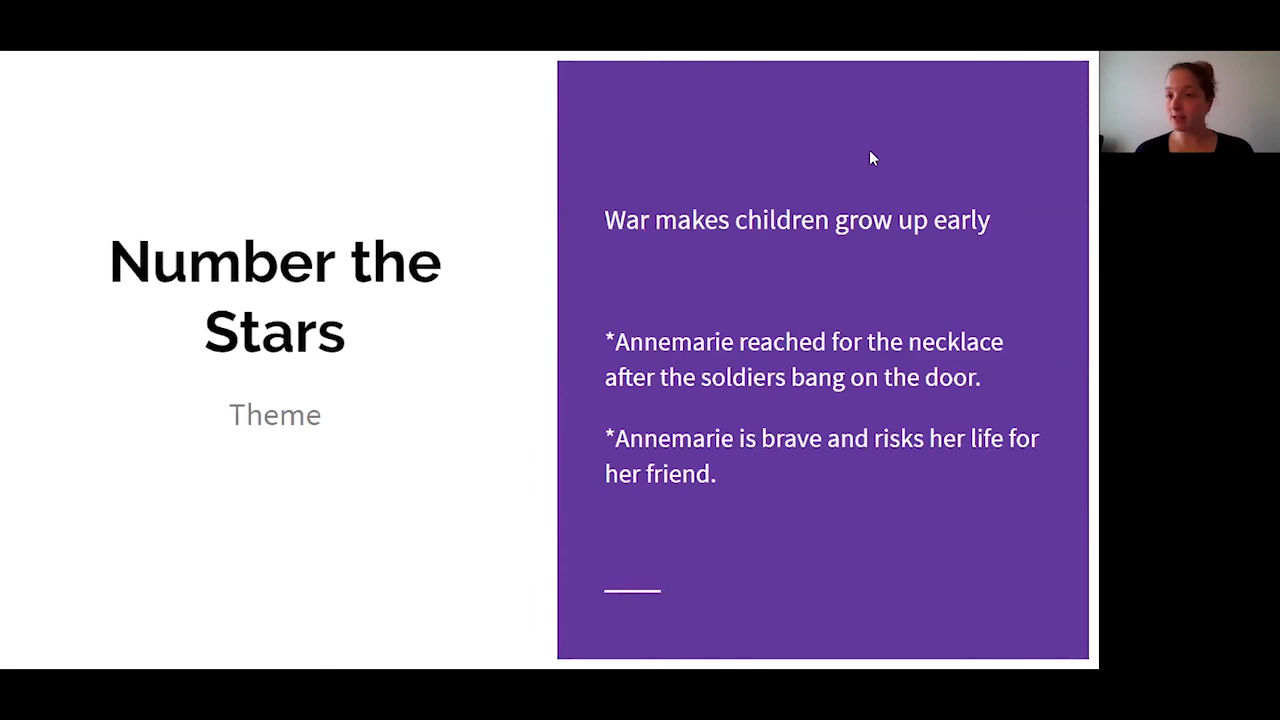 Number the
Stars
Theme
War makes children grow up early
*Annemarie reached for the necklace
after the soldiers bang on the door.
*Annemarie is brave and risks her life for
her friend.